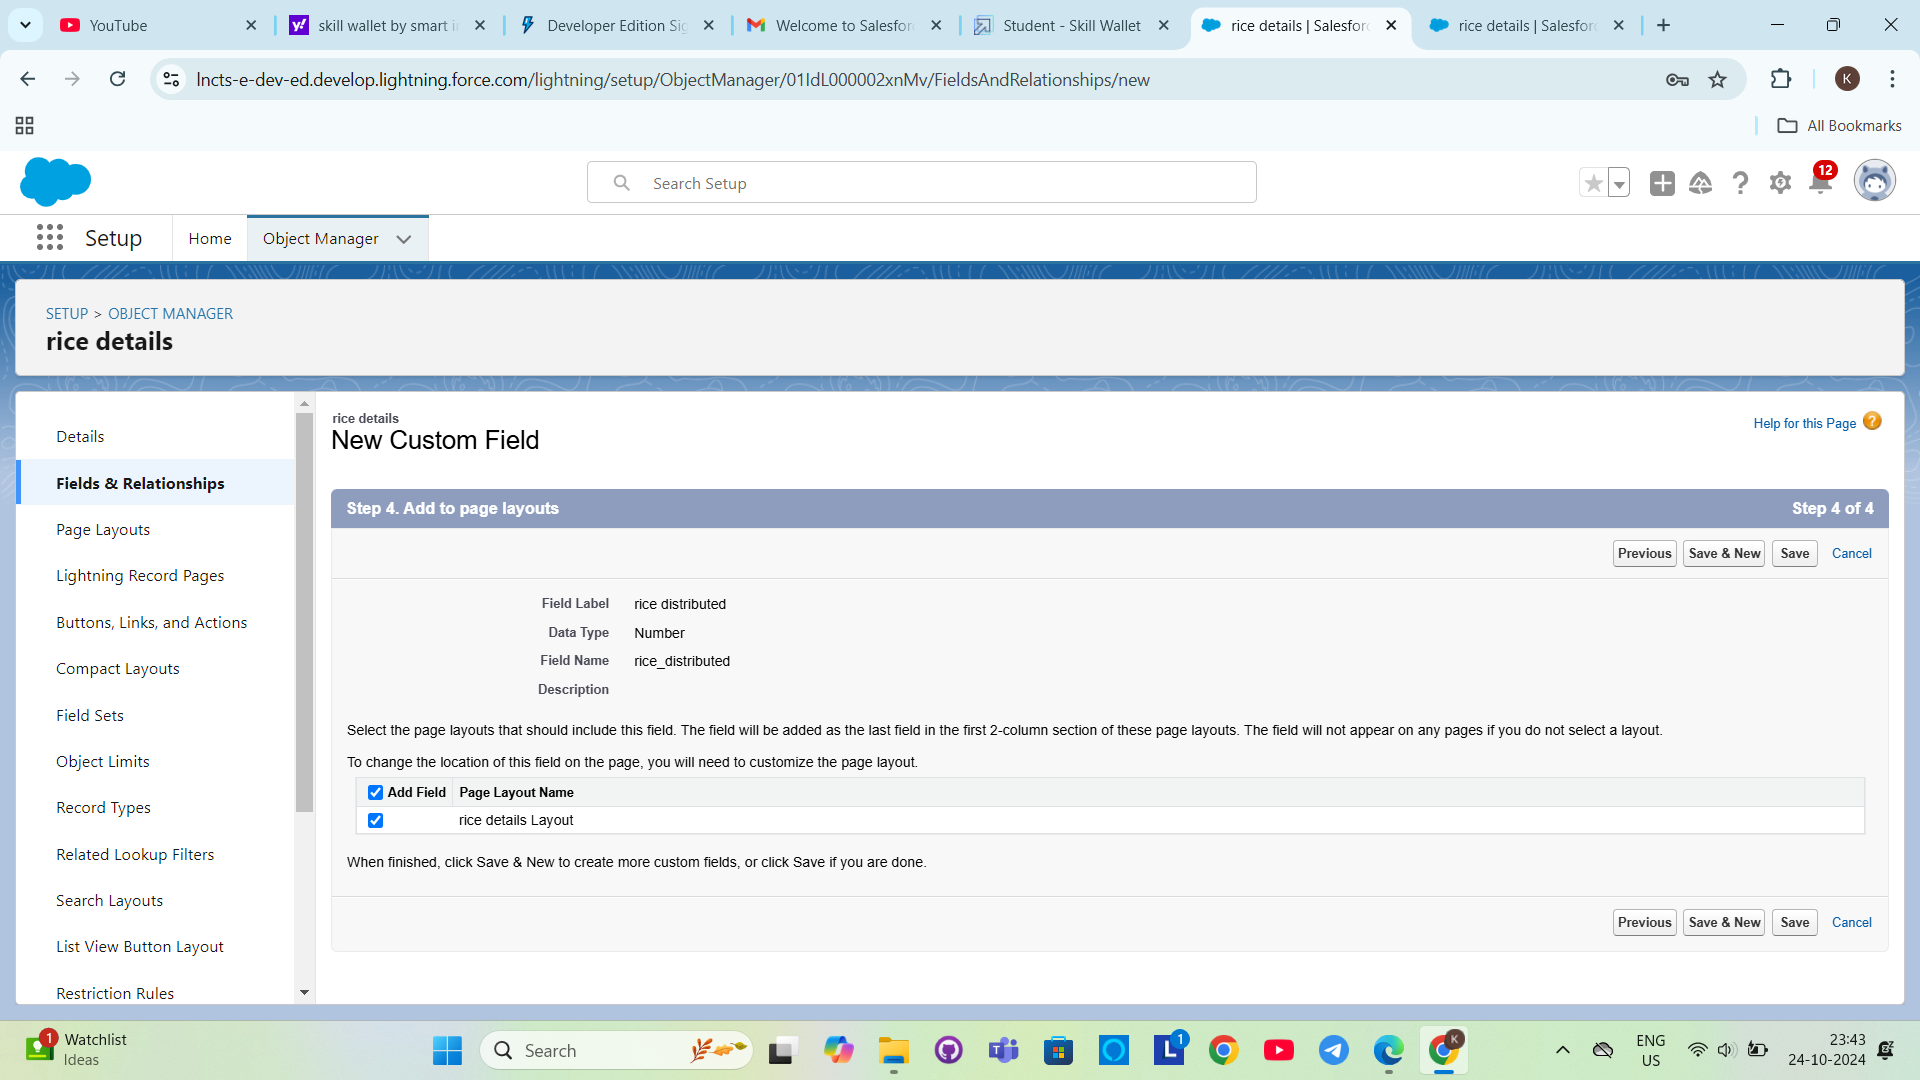 YouTube
skill wallet by smart in
Developer Edition Sig
Welcome to Salesforc
Student - Skill Wallet
rice details | Salesforc
rice details | Salesforc
lncts-e-dev-ed.develop.lightning.force.com/lightning/setup/ObjectManager/01IdL000002xnMv/FieldsAndRelationships/new
K
All Bookmarks
Search Setup
12
Setup
Home
Object Manager
SETUP > OBJECT MANAGER
rice details
Details
Fields & Relationships
Page Layouts
Lightning Record Pages
Buttons, Links, and Actions
Compact Layouts
Field Sets
Object Limits
Record Types
Related Lookup Filters
Search Layouts
List View Button Layout
Restriction Rules
rice details
New Custom Field
Help for this Page ?
Step 4. Add to page layouts
Step 4 of 4
Previous Save & New Save Cancel
Field Label rice distributed
Data Type Number
Field Name rice_distributed
Description
Select the page layouts that should include this field. The field will be added as the last field in the first 2-column section of these page layouts. The field will not appear on any pages if you do not select a layout.
To change the location of this field on the page, you will need to customize the page layout.
Add Field Page Layout Name
rice details Layout
When finished, click Save & New to create more custom fields, or click Save if you are done.
Previous Save & New Save Cancel
1
Watchlist
Ideas
Search
L 1
K
ENG
US
23:43
24-10-2024